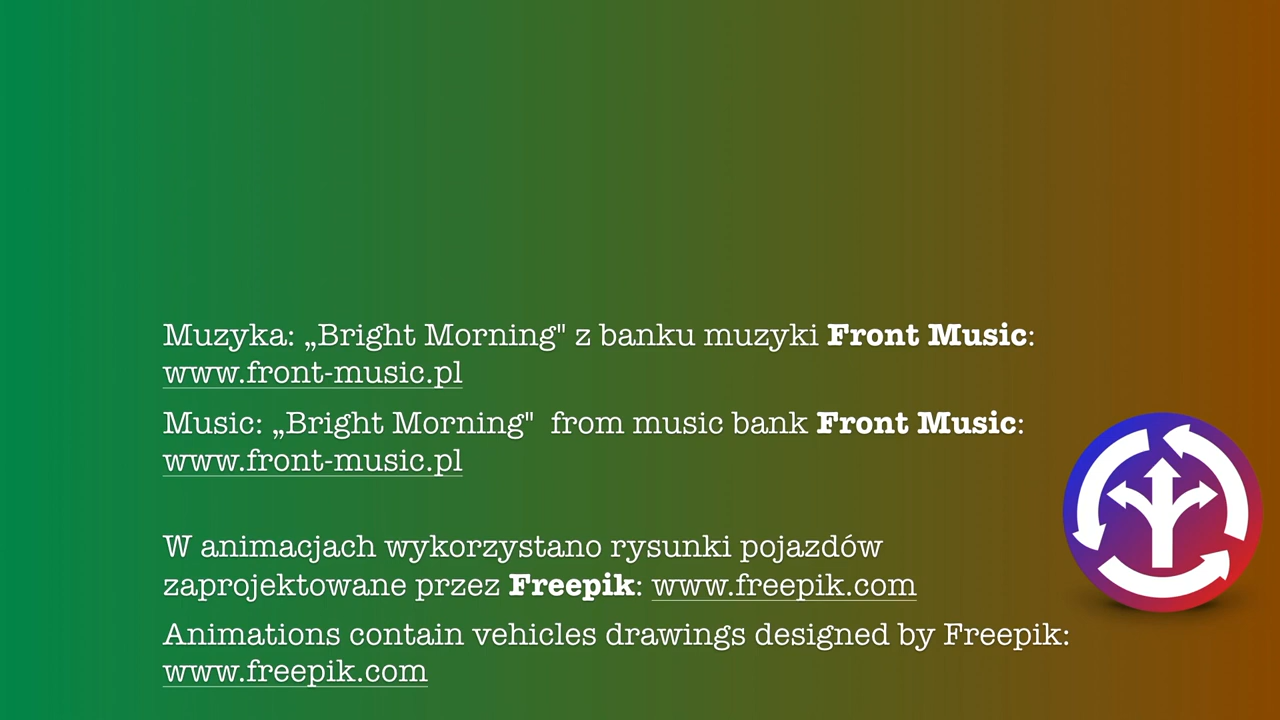 Muzyka: „Bright Morning" z banku muzyki Front Music:
www.front-music.pl
Music: „Bright Morning"  from music bank Front Music:
www.front-music.pl
W animacjach wykorzystano rysunki pojazdów
zaprojektowane przez Freepik: www.freepik.com
Animations contain vehicles drawings designed by Freepik:
www.freepik.com